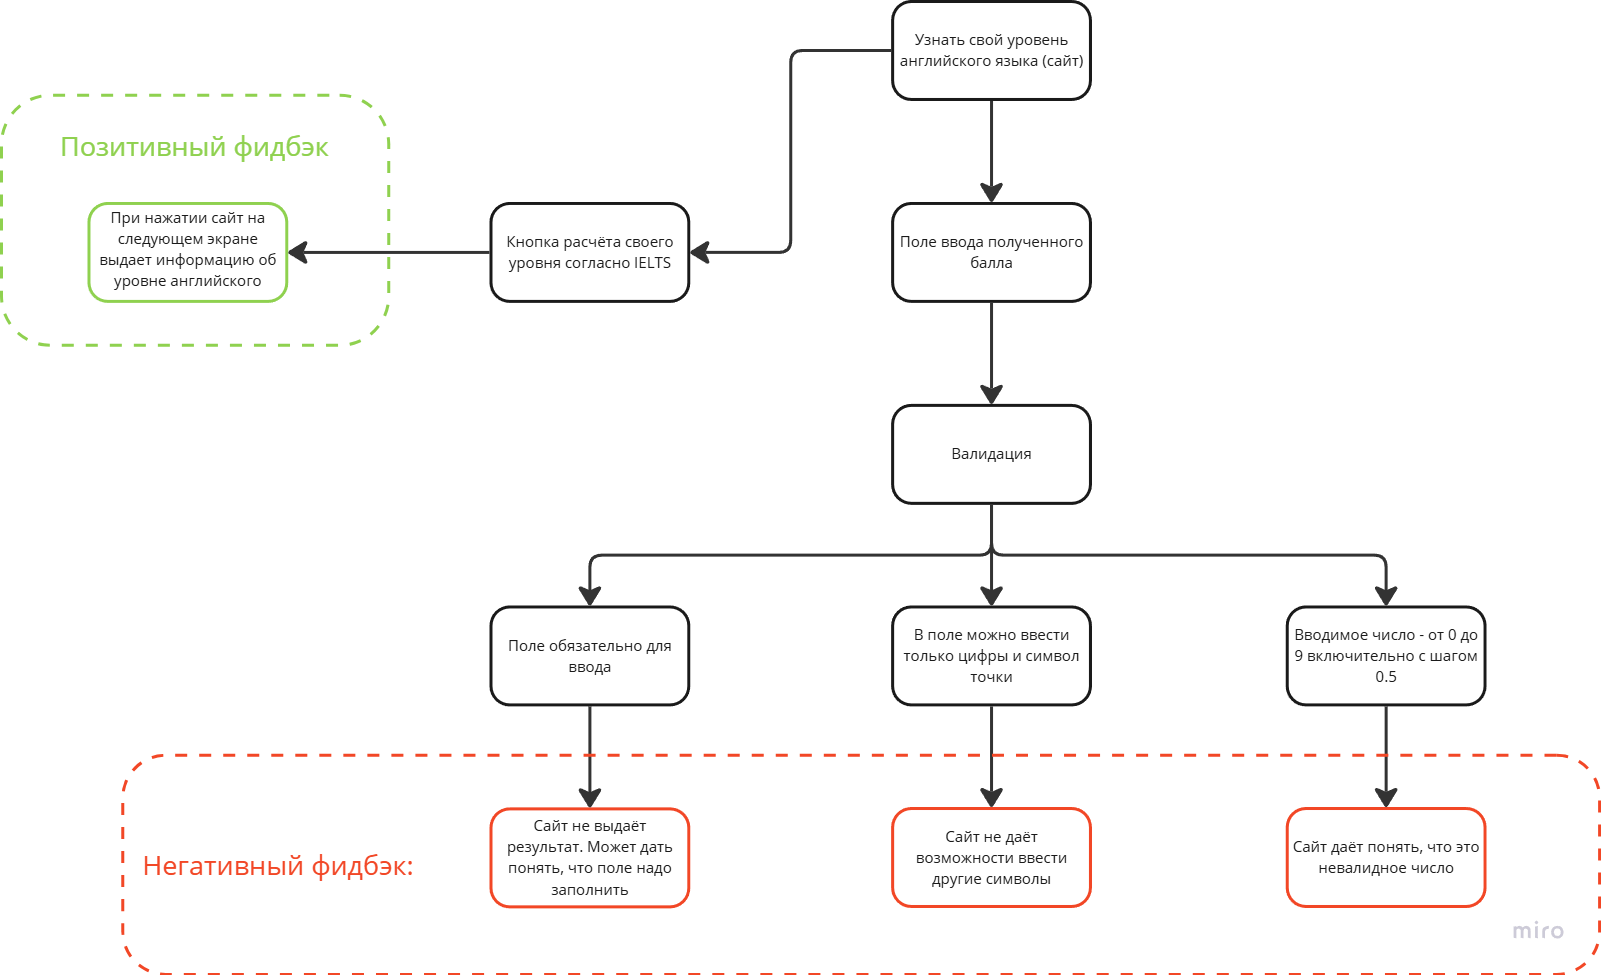 Узнать свой уровень
английского языка (сайт)
Позитивный фидбэк
При нажатии сайт на
следующем экране
выдает информацию об
уровне английского
Кнопка расчёта своего
уровня согласно IELTS
Поле ввода полученного
балла
Валидация
Поле обязательно для
ввода
В поле можно ввести
только цифры и символ
точки
Вводимое число - от 0 до
9 включительно с шагом
0.5
Негативный фидбэк:
Сайт не выдаёт
результат. Может дать
понять, что поле надо
заполнить
Сайт не даёт
возможности ввести
другие символы
Сайт даёт понять, что это
невалидное число
miro